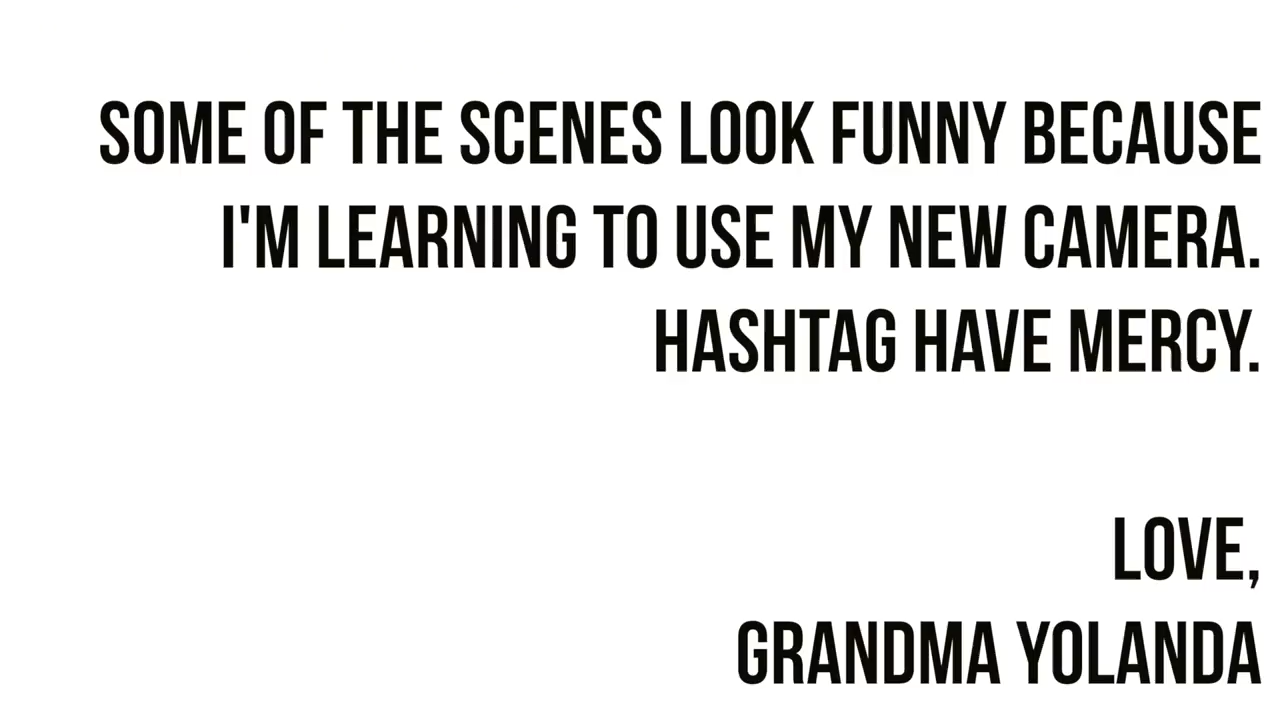 SOME OF THE SCENES LOOK FUNNY BECAUSE
I'M LEARNING TO USE MY NEW CAMERA.
HASHTAG HAVE MERCY.
LOVE,
GRANDMA YOLANDA